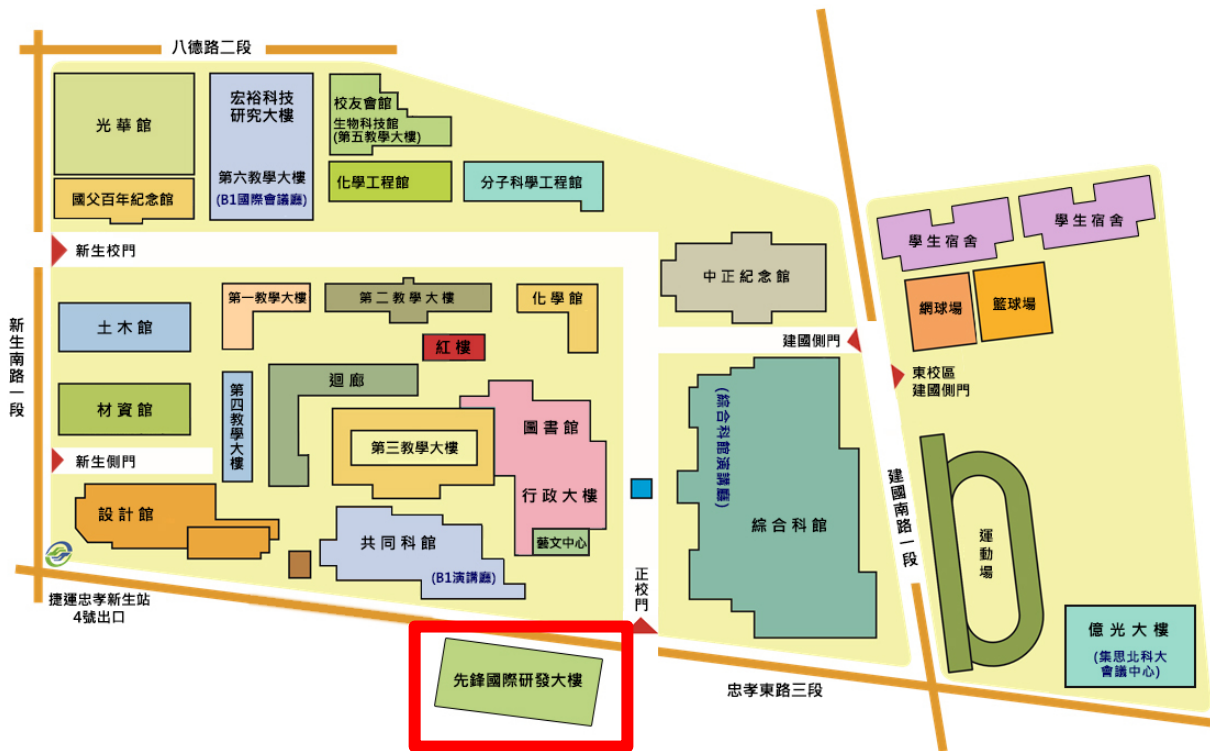 八德路二段
光華館
宏裕科技
研究大樓
第六教學大樓
(B1國際會議廳)
校友會館
生物科技館
(第五教學大樓)
化學工程館
分子科學工程館
國父百年紀念館
新生校門
中正紀念館
學生宿舍
學生宿舍
網球場
籃球場
第一教學大樓
第二教學大樓
化學館
土木館
紅樓
建國側門
東校區
建國側門
新生南路一段
材資館
第四教學大樓
迴廊
第三教學大樓
圖書館
行政大樓
藝文中心
(綜合科館演講廳)
綜合科館
新生側門
設計館
共同科館
(B1演講廳)
正校門
建國南路一段
運動場
億光大樓
(集思北科大
會議中心)
捷運忠孝新生站
4號出口
先鋒國際研發大樓
忠孝東路三段